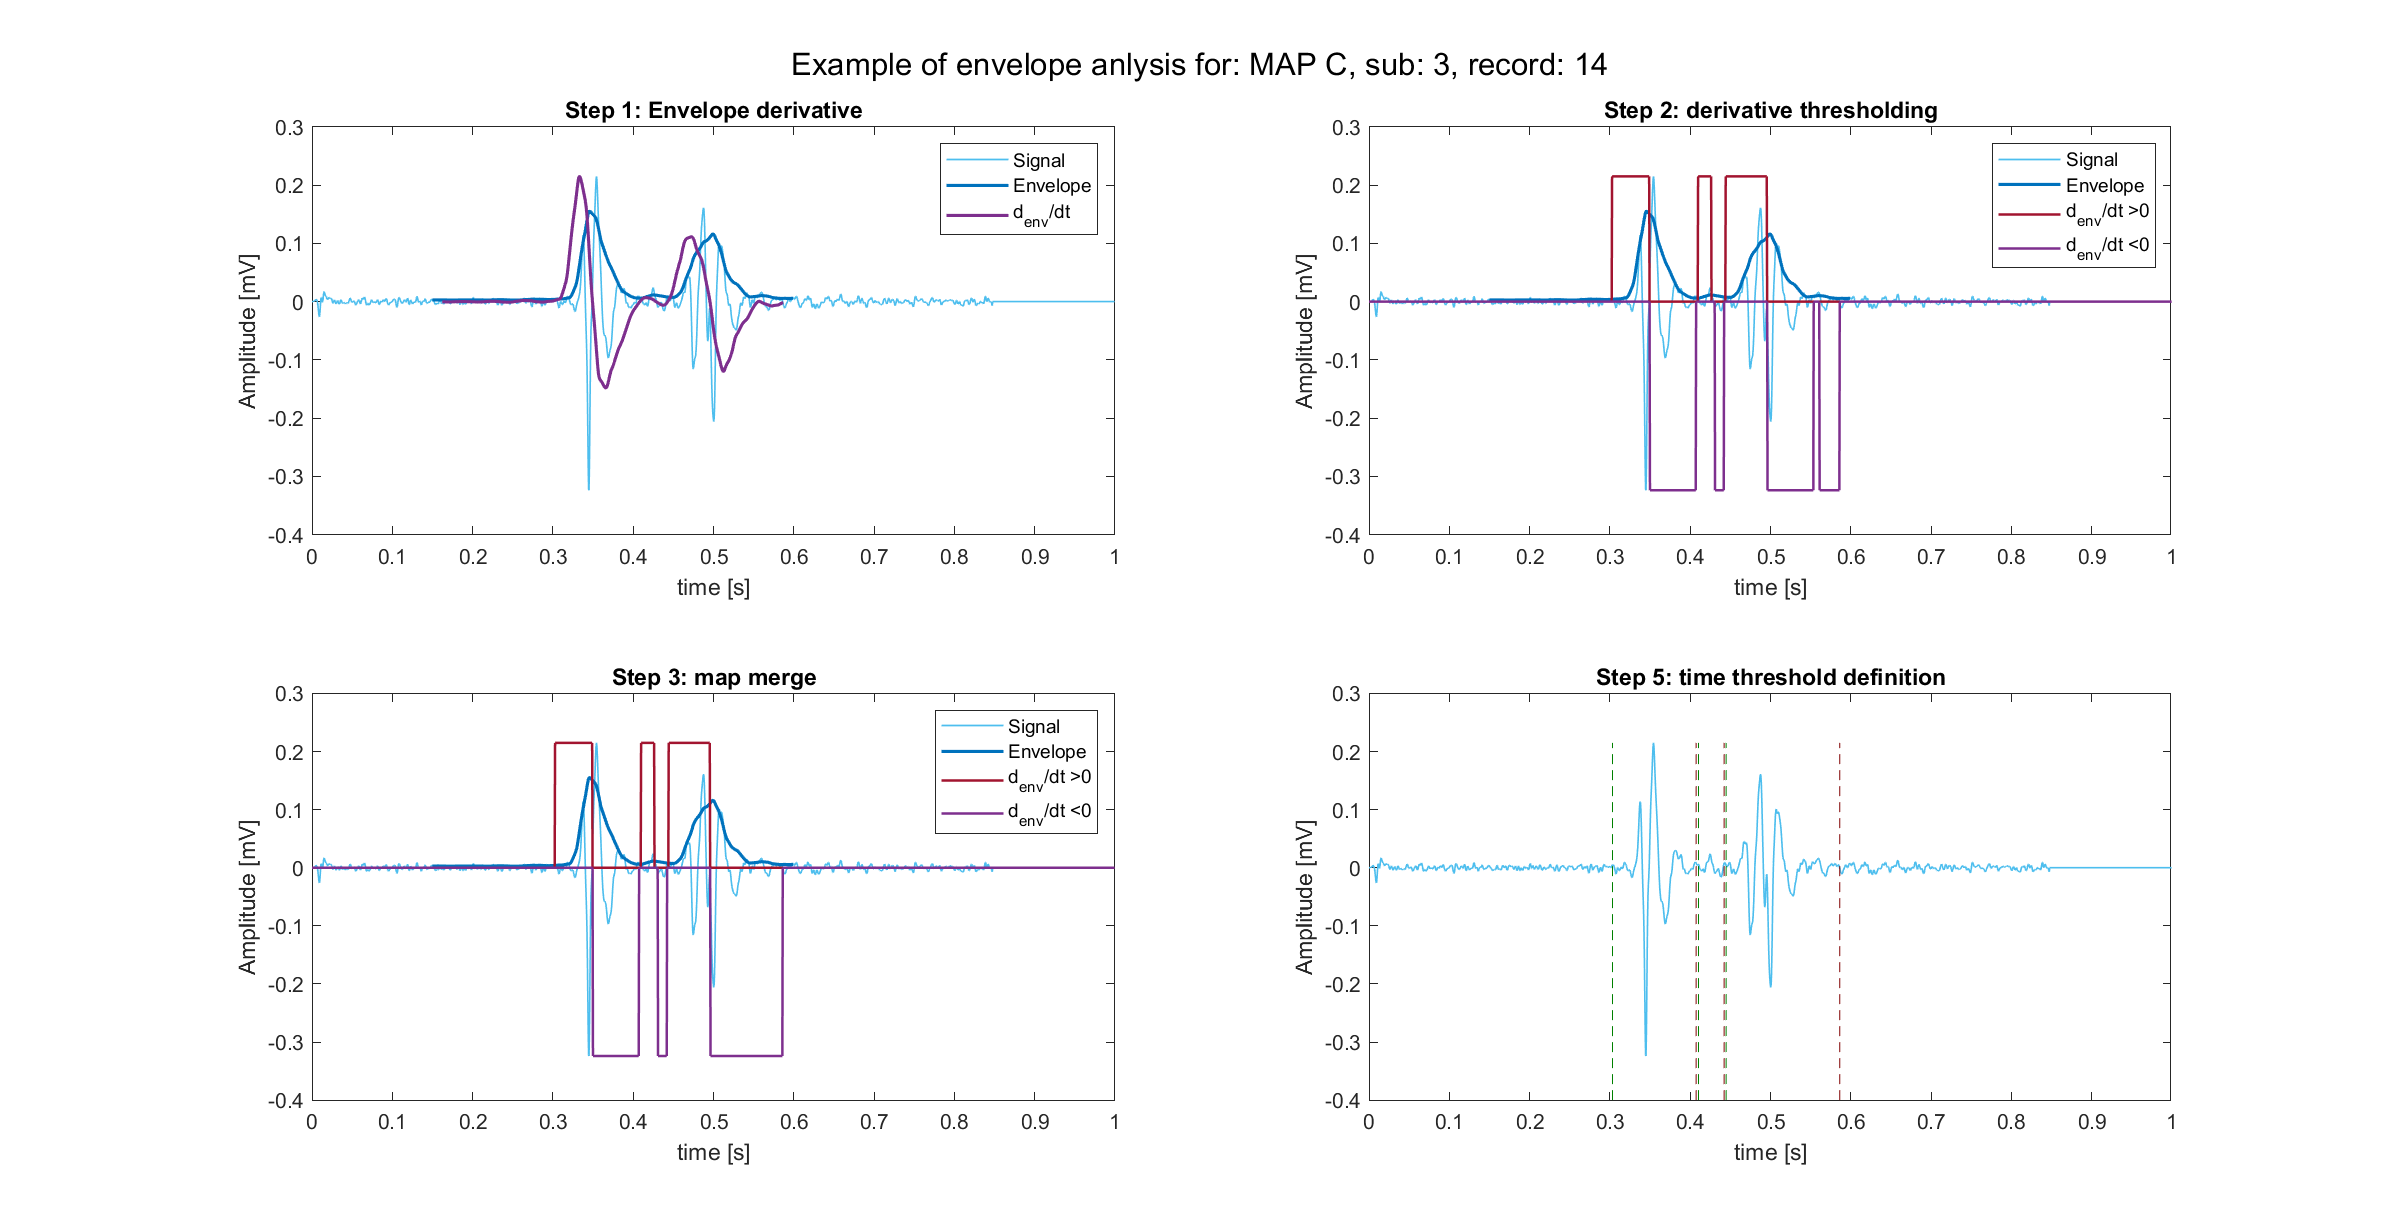 Example of envelope anlysis for: MAP C, sub: 3, record: 14
Step 1: Envelope derivative
0.3
0.2
0.1
0
-0.1
-0.2
-0.3
-0.4
Amplitude [mV]
0 0.1 0.2 0.3 0.4 0.5 0.6 0.7 0.8 0.9 1
time [s]
Signal
Envelope
d_env/dt
Step 2: derivative thresholding
0.3
0.2
0.1
0
-0.1
-0.2
-0.3
-0.4
Amplitude [mV]
0 0.1 0.2 0.3 0.4 0.5 0.6 0.7 0.8 0.9 1
time [s]
Signal
Envelope
d_env/dt >0
d_env/dt <0
Step 3: map merge
0.3
0.2
0.1
0
-0.1
-0.2
-0.3
-0.4
Amplitude [mV]
0 0.1 0.2 0.3 0.4 0.5 0.6 0.7 0.8 0.9 1
time [s]
Signal
Envelope
d_env/dt >0
d_env/dt <0
Step 5: time threshold definition
0.3
0.2
0.1
0
-0.1
-0.2
-0.3
-0.4
Amplitude [mV]
0 0.1 0.2 0.3 0.4 0.5 0.6 0.7 0.8 0.9 1
time [s]